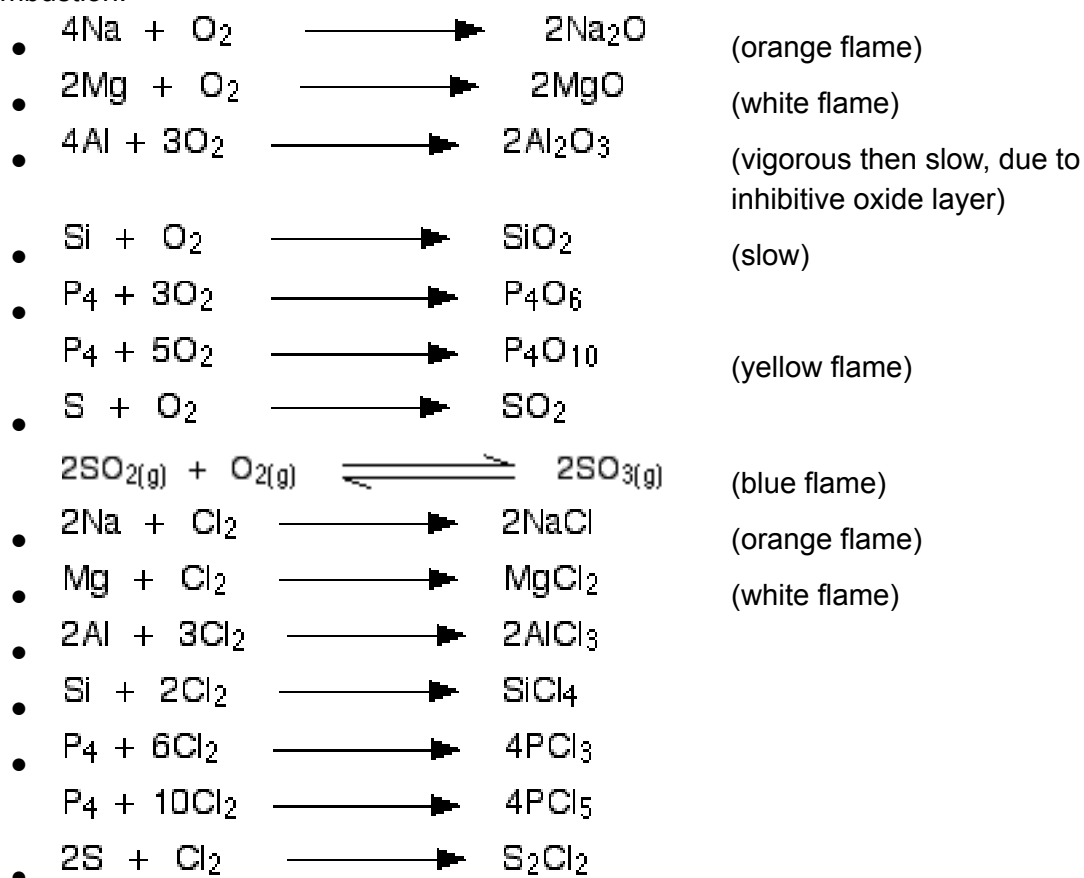 mbustion.
• 4Na + O₂ ⟶ 2Na₂O (orange flame)
• 2Mg + O₂ ⟶ 2MgO (white flame)
• 4Al + 3O₂ ⟶ 2Al₂O₃ (vigorous then slow, due to
inhibitive oxide layer)
• Si + O₂ ⟶ SiO₂ (slow)
• P₄ + 3O₂ ⟶ P₄O₆
P₄ + 5O₂ ⟶ P₄O₁₀ (yellow flame)
• S + O₂ ⟶ SO₂
2SO₂(g) + O₂(g) ⇌ 2SO₃(g) (blue flame)
• 2Na + Cl₂ ⟶ 2NaCl (orange flame)
• Mg + Cl₂ ⟶ MgCl₂ (white flame)
• 2Al + 3Cl₂ ⟶ 2AlCl₃
• Si + 2Cl₂ ⟶ SiCl₄
• P₄ + 6Cl₂ ⟶ 4PCl₃
P₄ + 10Cl₂ ⟶ 4PCl₅
• 2S + Cl₂ ⟶ S₂Cl₂